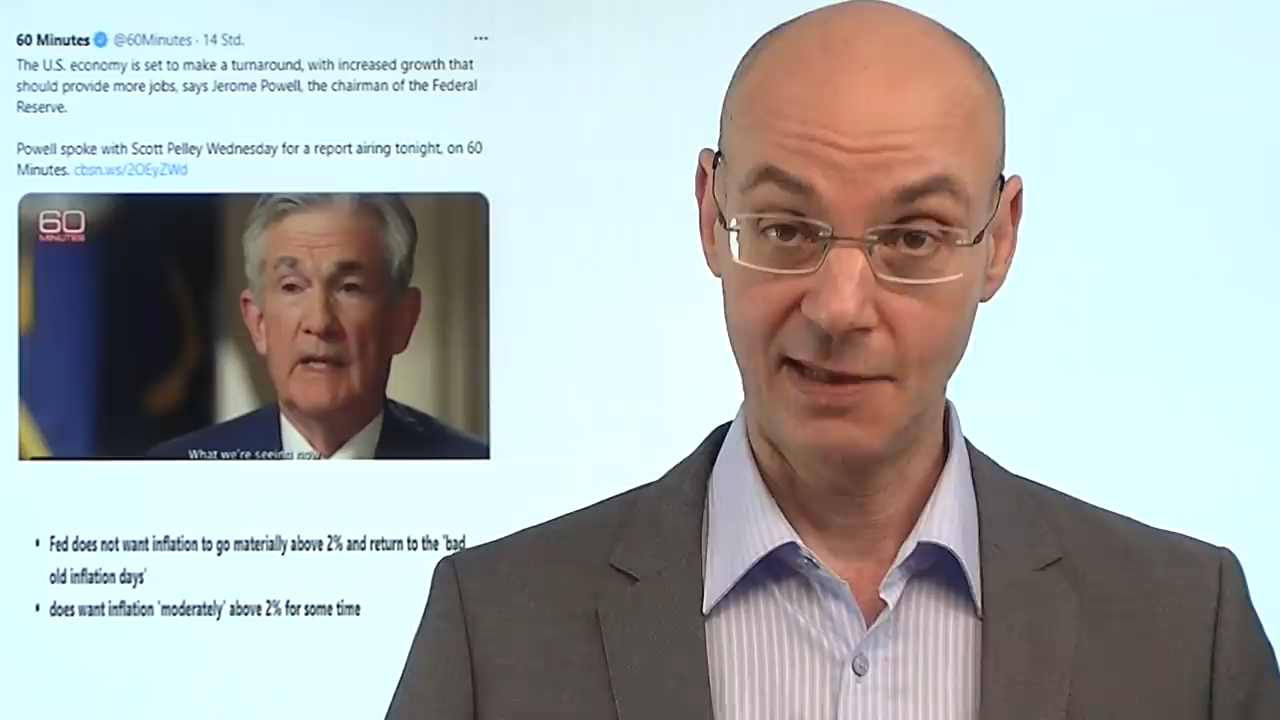 60 Minutes @60Minutes · 14 Std.
The U.S. economy is set to make a turnaround, with increased growth that
should provide more jobs, says Jerome Powell, the chairman of the Federal
Reserve.
Powell spoke with Scott Pelley Wednesday for a report airing tonight, on 60
Minutes. cbsn.ws/2OEyZWd
60
MINUTES
What we're seeing now
• Fed does not want inflation to go materially above 2% and return to the 'bad
old inflation days'
• does want inflation 'moderately' above 2% for some time